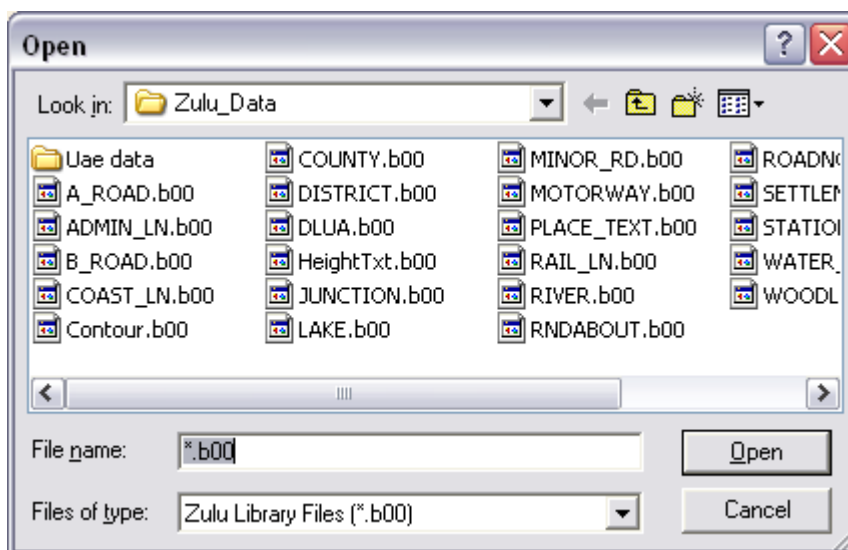 Open
Look in: Zulu_Data
Uae data COUNTY.b00 MINOR_RD.b00
A_ROAD.b00 DISTRICT.b00 MOTORWAY.b00
ADMIN_LN.b00 DLUA.b00 PLACE_TEXT.b00
B_ROAD.b00 HeightTxt.b00 RAIL_LN.b00 WATER_
COAST_LN.b00 JUNCTION.b00 RIVER.b00 WOODL
Contour.b00 LAKE.b00 RNDABOUT.b00
File name: *.b00 Open
Files of type: Zulu Library Files (*.b00) Cancel